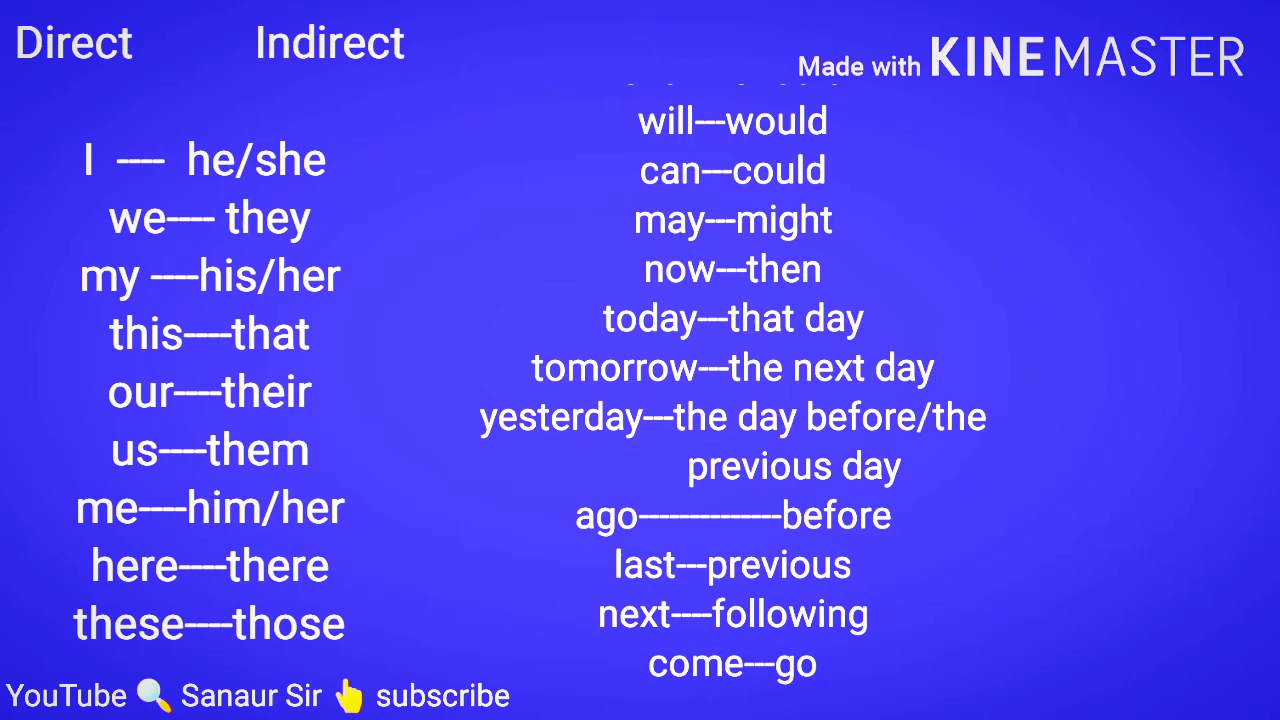 Direct Indirect
Made with KINEMASTER
I ---- he/she
we---- they
my ----his/her
this----that
our----their
us----them
me----him/her
here----there
these----those
will---would
can---could
may---might
now---then
today---that day
tomorrow---the next day
yesterday---the day before/the
previous day
ago--------------before
last---previous
next----following
come---go
YouTube 🔍 Sanaur Sir 👆 subscribe